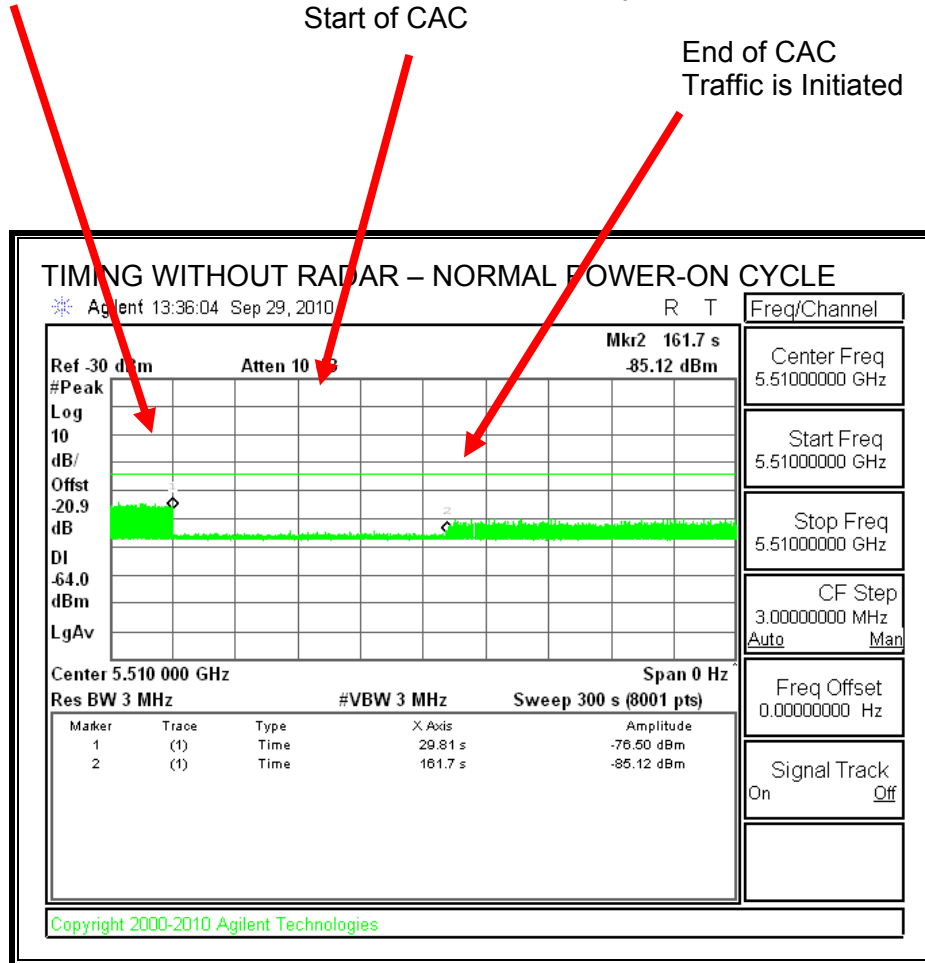 Start of CAC
End of CAC
Traffic is Initiated
TIMING WITHOUT RADAR – NORMAL POWER-ON CYCLE
Agilent 13:36:04 Sep 29, 2010
R T
Freq/Channel
Mkr2 161.7 s
Ref -30 dBm
Atten 10 dB
-85.12 dBm
#Peak
Log
10
dB/
Offst
-20.9
dB
DI
-64.0
dBm
LgAv
1
2
Center 5.510 000 GHz
Span 0 Hz
Res BW 3 MHz
#VBW 3 MHz
Sweep 300 s (8001 pts)
Marker Trace Type X Axis Amplitude
1 (1) Time 29.81 s -76.50 dBm
2 (1) Time 161.7 s -85.12 dBm
Center Freq
5.51000000 GHz
Start Freq
5.51000000 GHz
Stop Freq
5.51000000 GHz
CF Step
3.00000000 MHz
Auto Man
Freq Offset
0.00000000 Hz
Signal Track
On Off
Copyright 2000-2010 Agilent Technologies